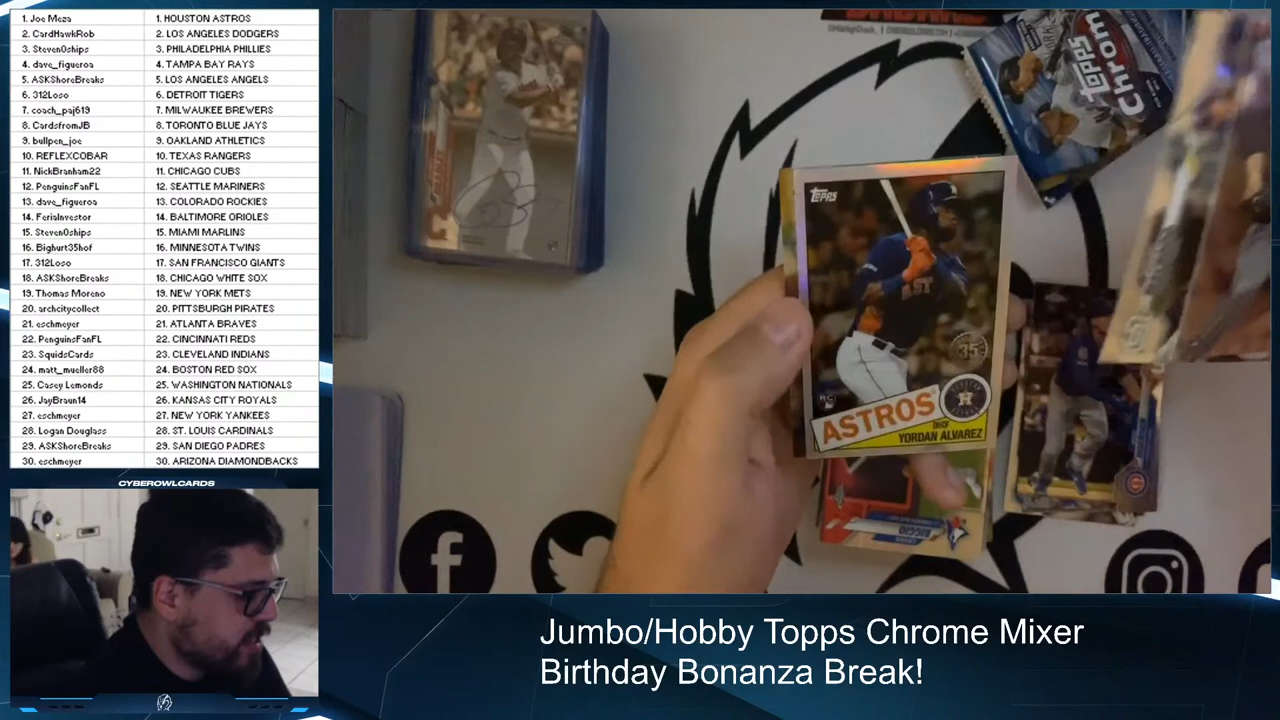 1. Joe Meza 1. HOUSTON ASTROS
2. CardHawkRob 2. LOS ANGELES DODGERS
3. Steven0ships 3. PHILADELPHIA PHILLIES
4. dave_figueroa 4. TAMPA BAY RAYS
5. ASKShoreBreaks 5. LOS ANGELES ANGELS
6. 312Loso 6. DETROIT TIGERS
7. coach_paj619 7. MILWAUKEE BREWERS
8. CardsfromJB 8. TORONTO BLUE JAYS
9. bullpen_joe 9. OAKLAND ATHLETICS
10. REFLEXCOBAR 10. TEXAS RANGERS
11. NickBranham22 11. CHICAGO CUBS
12. PenguinsFanFL 12. SEATTLE MARINERS
13. dave_figueroa 13. COLORADO ROCKIES
14. FeriaInvestor 14. BALTIMORE ORIOLES
15. Steven0ships 15. MIAMI MARLINS
16. Bighurt35hof 16. MINNESOTA TWINS
17. 312Loso 17. SAN FRANCISCO GIANTS
18. ASKShoreBreaks 18. CHICAGO WHITE SOX
19. Thomas Moreno 19. NEW YORK METS
20. archcitycollect 20. PITTSBURGH PIRATES
21. eschmeyer 21. ATLANTA BRAVES
22. PenguinsFanFL 22. CINCINNATI REDS
23. SquidsCards 23. CLEVELAND INDIANS
24. matt_mueller88 24. BOSTON RED SOX
25. Casey Lemonds 25. WASHINGTON NATIONALS
26. JayBraun14 26. KANSAS CITY ROYALS
27. eschmeyer 27. NEW YORK YANKEES
28. Logan Douglass 28. ST. LOUIS CARDINALS
29. ASKShoreBreaks 29. SAN DIEGO PADRES
30. eschmeyer 30. ARIZONA DIAMONDBACKS
CYBEROWLCARDS
Topps
Chrom
Topps
35
RC
ASTROS
DH/OF
YORDAN ALVAREZ
Jumbo/Hobby Topps Chrome Mixer
Birthday Bonanza Break!